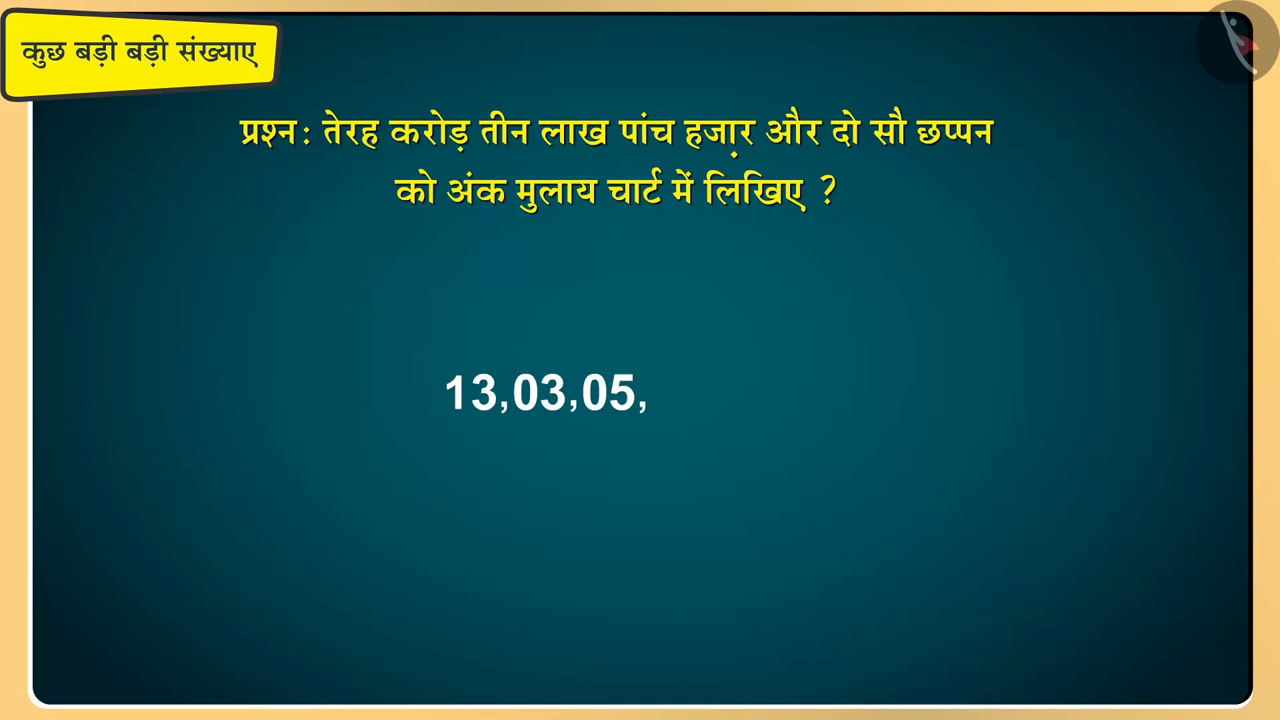 कुछ बड़ी बड़ी संख्याए
प्रश्न: तेरह करोड़ तीन लाख पांच हजा़र और दो सौ छप्पन
को अंक मुलाय चार्ट में लिखिए ?
13,03,05,